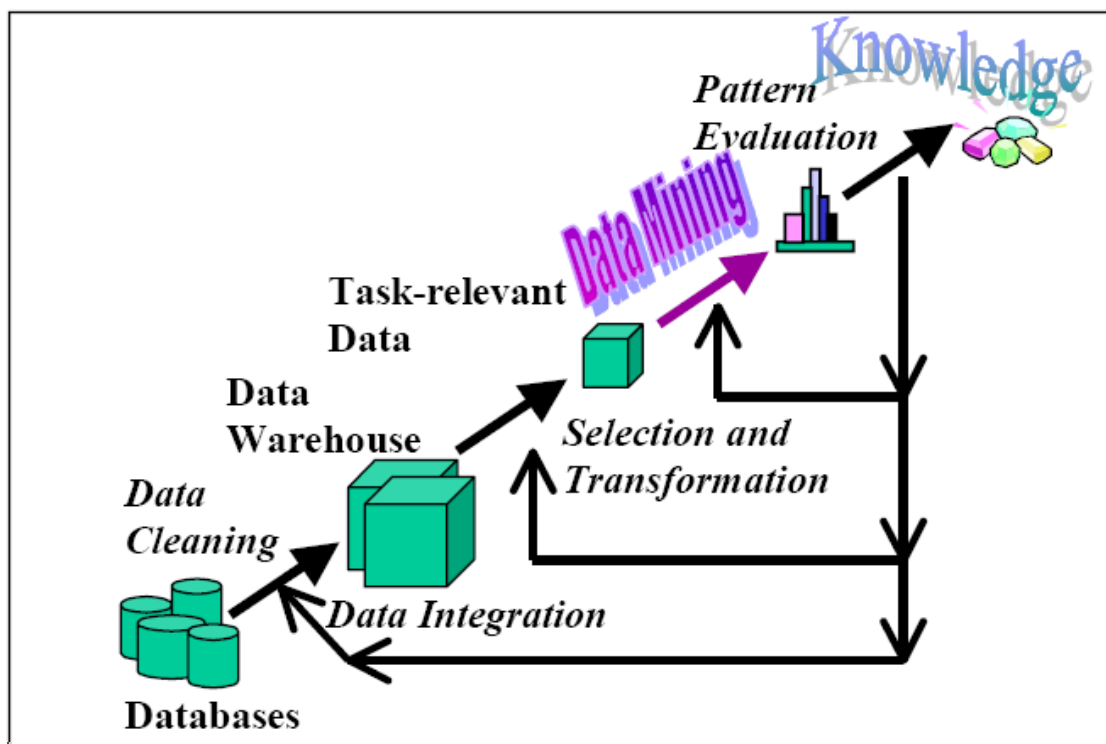 Knowledge
Pattern
Evaluation
Data Mining
Task-relevant
Data
Data
Warehouse
Selection and
Transformation
Data
Cleaning
Data Integration
Databases